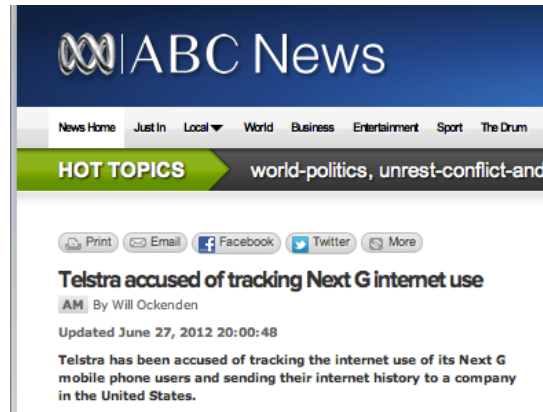 ABC News
News Home Just In Local World Business Entertainment Sport The Drum
HOT TOPICS world-politics, unrest-conflict-and
Print Email Facebook Twitter More
Telstra accused of tracking Next G internet use
AM By Will Ockenden
Updated June 27, 2012 20:00:48
Telstra has been accused of tracking the internet use of its Next G
mobile phone users and sending their internet history to a company
in the United States.